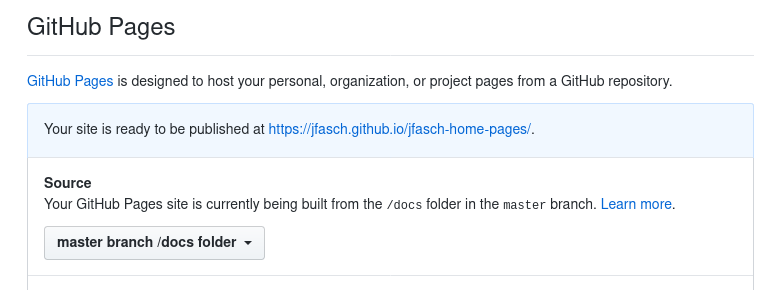 GitHub Pages
GitHub Pages is designed to host your personal, organization, or project pages from a GitHub repository.
Your site is ready to be published at https://jfasch.github.io/jfasch-home-pages/.
Source
Your GitHub Pages site is currently being built from the /docs folder in the master branch. Learn more.
master branch /docs folder